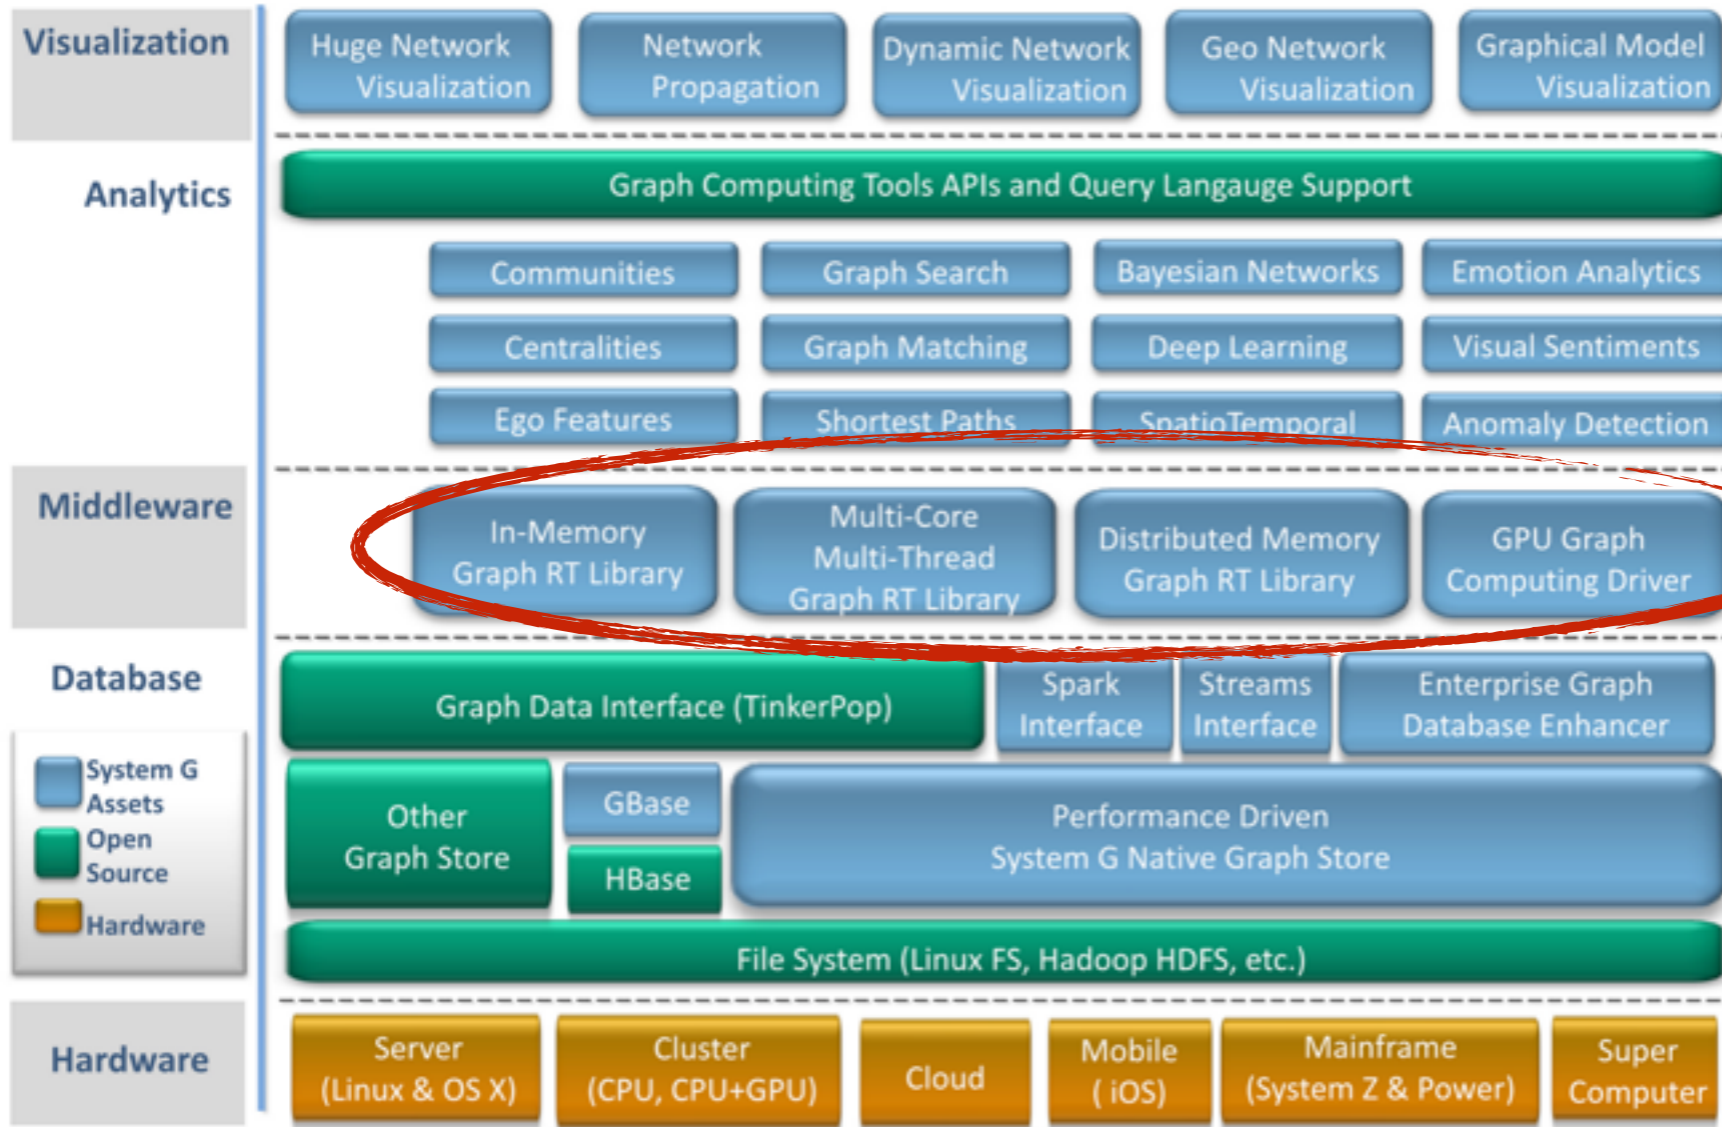 Visualization
Huge Network
Visualization
Network
Propagation
Dynamic Network
Visualization
Geo Network
Visualization
Graphical Model
Visualization
Analytics
Graph Computing Tools APIs and Query Langauge Support
Communities
Graph Search
Bayesian Networks
Emotion Analytics
Centralities
Graph Matching
Deep Learning
Visual Sentiments
Ego Features
Shortest Paths
SpatioTemporal
Anomaly Detection
Middleware
In-Memory
Graph RT Library
Multi-Core
Multi-Thread
Graph RT Library
Distributed Memory
Graph RT Library
GPU Graph
Computing Driver
Database
Graph Data Interface (TinkerPop)
Spark
Interface
Streams
Interface
Enterprise Graph
Database Enhancer
System G
Assets
Open
Source
Hardware
Other
Graph Store
GBase
HBase
Performance Driven
System G Native Graph Store
File System (Linux FS, Hadoop HDFS, etc.)
Hardware
Server
(Linux & OS X)
Cluster
(CPU, CPU+GPU)
Cloud
Mobile
( iOS)
Mainframe
(System Z & Power)
Super
Computer